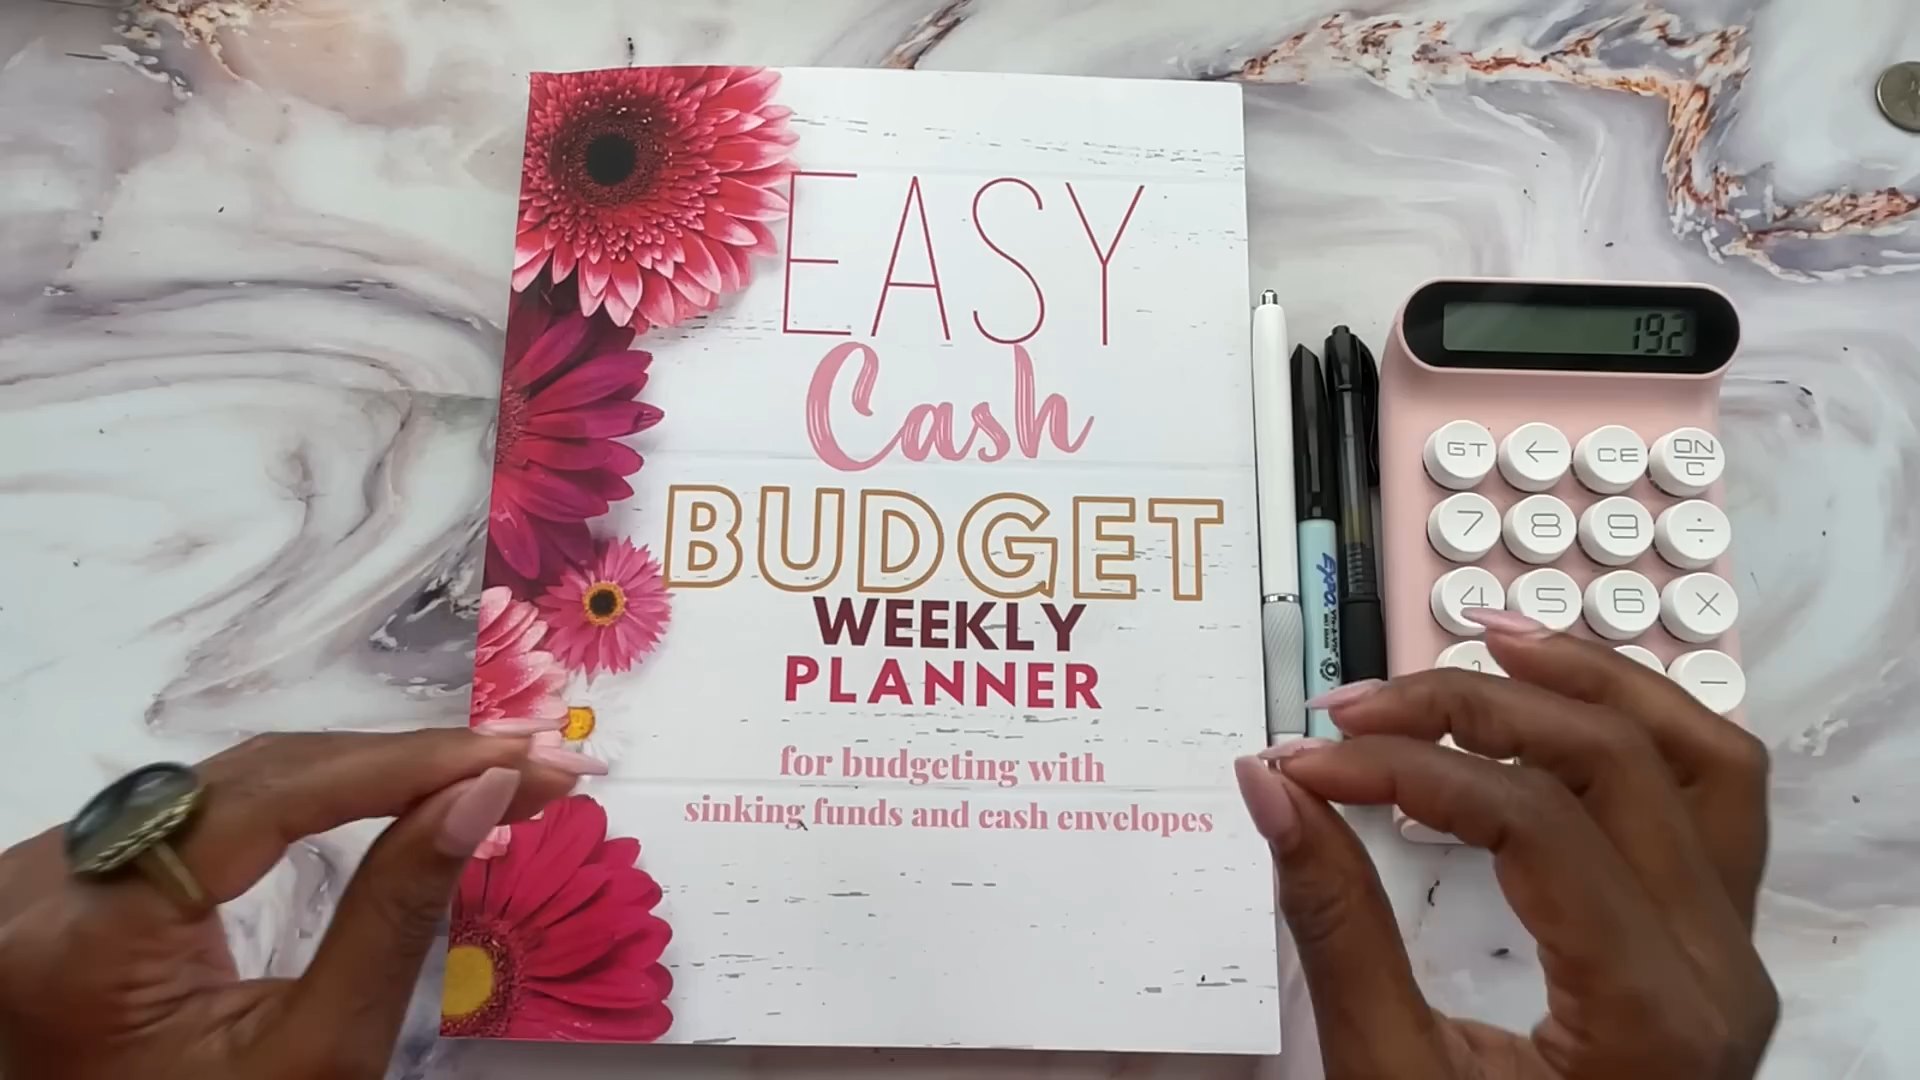 EASY
Cash
BUDGET
WEEKLY
PLANNER
for budgeting with
sinking funds and cash envelopes
192
GT ← CE ON/C
7 8 9 ÷
4 5 6 ×
−
EXPO